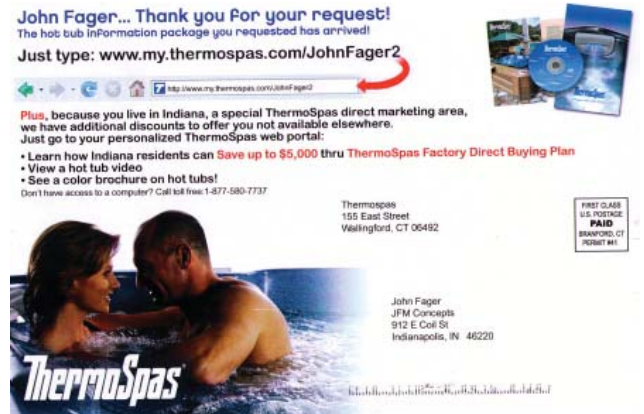 John Fager... Thank you for your request!
The hot tub information package you requested has arrived!
Just type: www.my.thermospas.com/JohnFager2
http://www.my.thermospas.com/JohnFager2
Plus, because you live in Indiana, a special ThermoSpas direct marketing area,
we have additional discounts to offer you not available elsewhere.
Just go to your personalized ThermoSpas web portal:
• Learn how Indiana residents can Save up to $5,000 thru ThermoSpas Factory Direct Buying Plan
• View a hot tub video
• See a color brochure on hot tubs!
Don't have access to a computer? Call toll free:1-877-580-7737
Thermospas
155 East Street
Wallingford, CT 06492
FIRST CLASS
U.S. POSTAGE
PAID
BRANFORD, CT
PERMIT #41
John Fager
JFM Concepts
912 E Coil St
Indianapolis, IN 46220
ThermoSpas